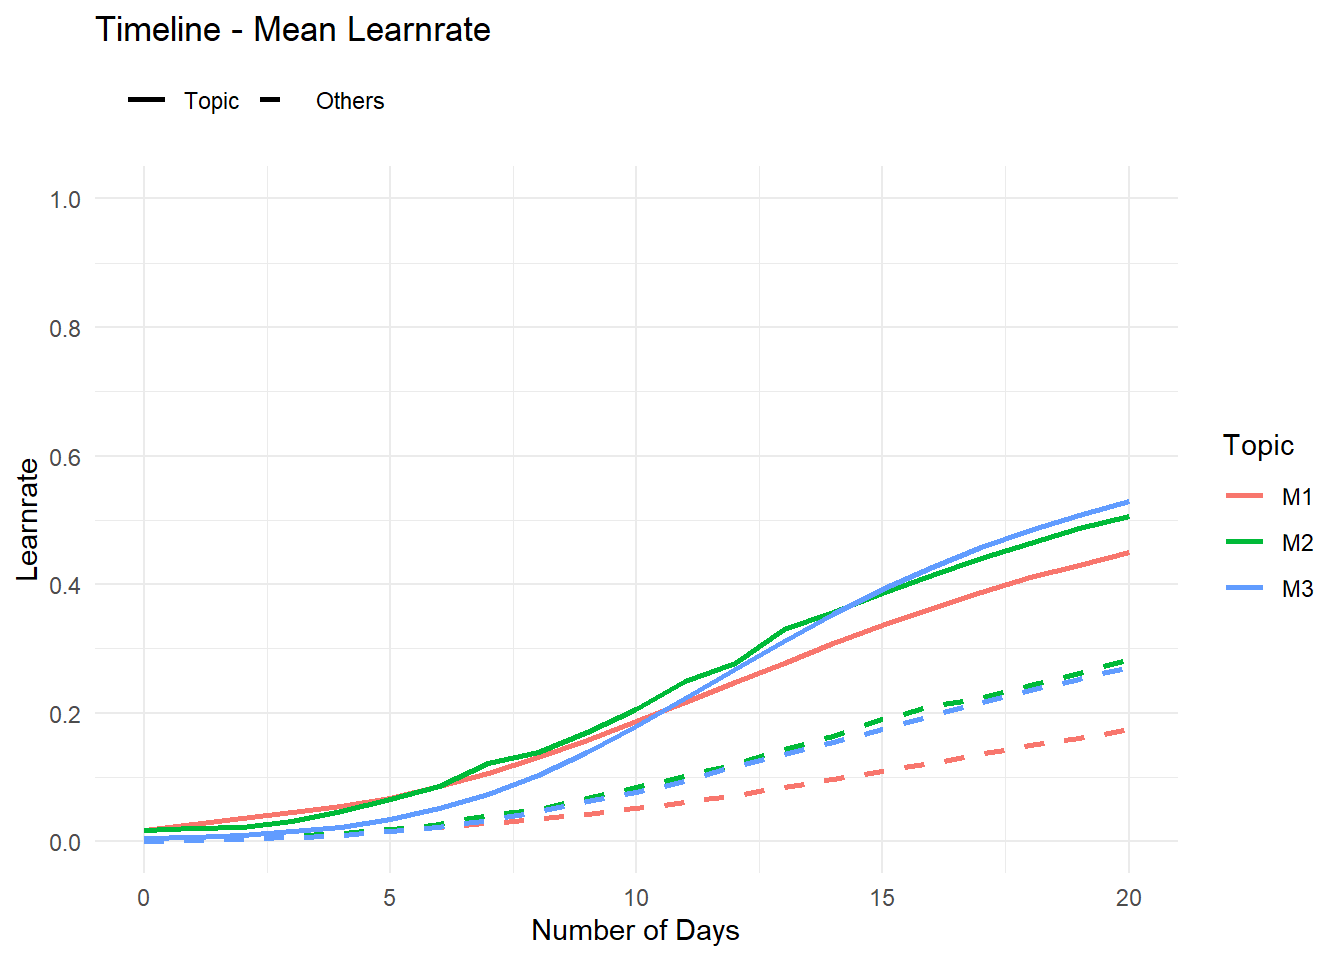 Timeline - Mean Learnrate
Topic Others
1.0
0.8
0.6
0.4
0.2
0.0
Learnrate
0 5 10 15 20
Number of Days
Topic
M1
M2
M3